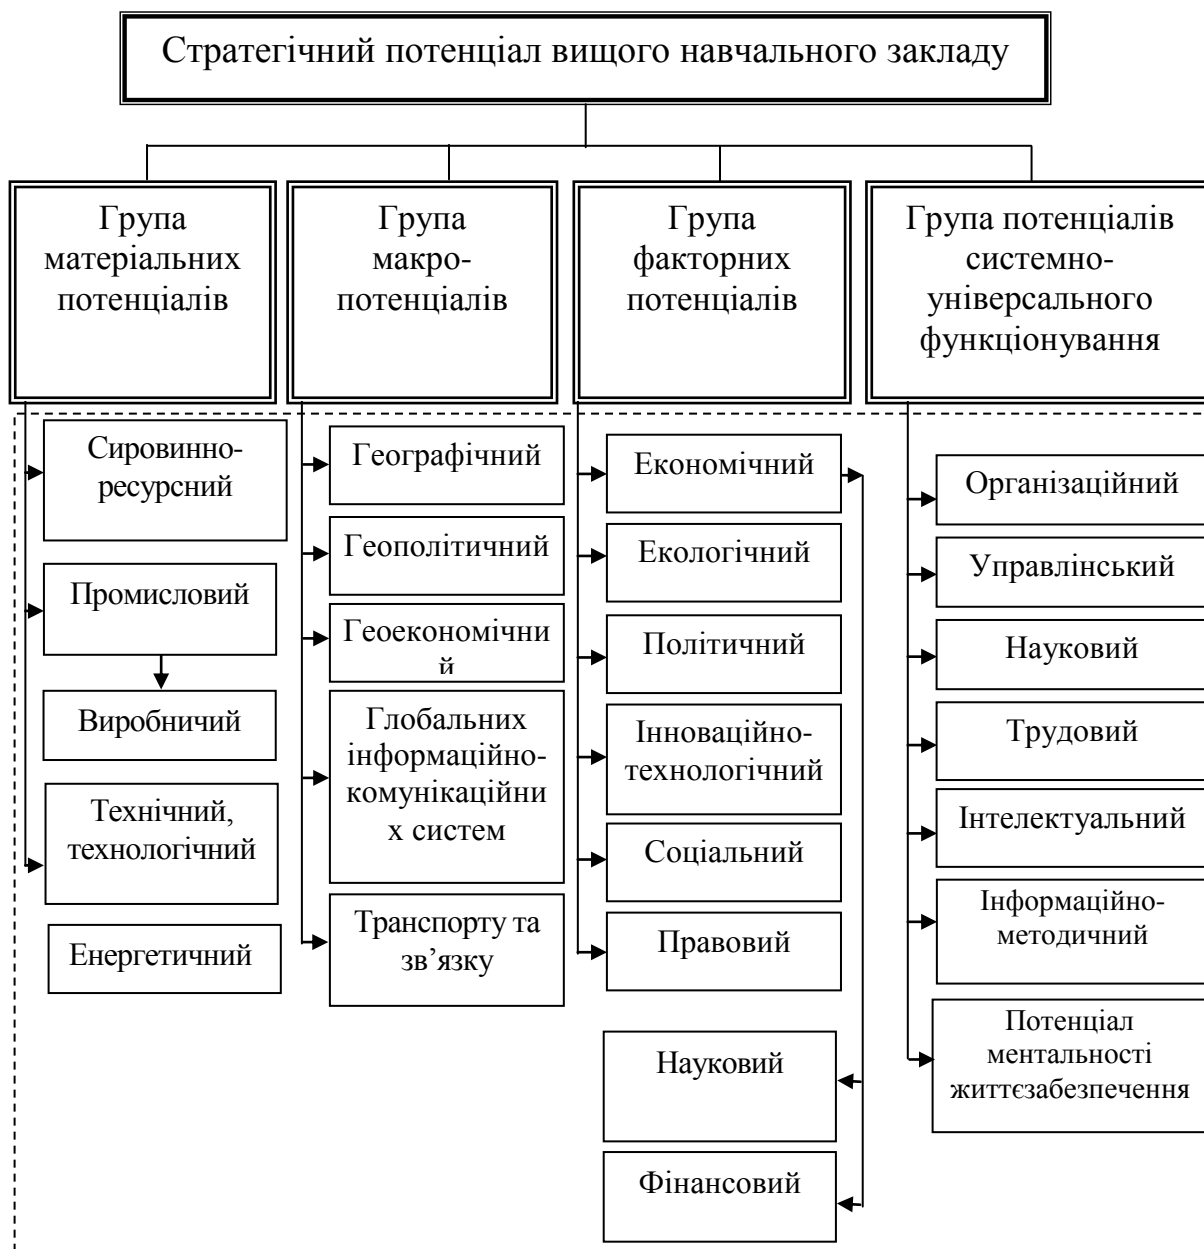 Стратегічний потенціал вищого навчального закладу
Група
матеріальних
потенціалів
Група
макро-
потенціалів
Група
факторних
потенціалів
Група потенціалів
системно-
універсального
функціонування
Сировинно-
ресурсний
Промисловий
Виробничий
Технічний,
технологічний
Енергетичний
Географічний
Геополітичний
Геоекономічни
й
Глобальних
інформаційно-
комунікаційни
х систем
Транспорту та
зв’язку
Економічний
Екологічний
Політичний
Інноваційно-
технологічний
Соціальний
Правовий
Науковий
Фінансовий
Організаційний
Управлінський
Науковий
Трудовий
Інтелектуальний
Інформаційно-
методичний
Потенціал
ментальності
життєзабезпечення